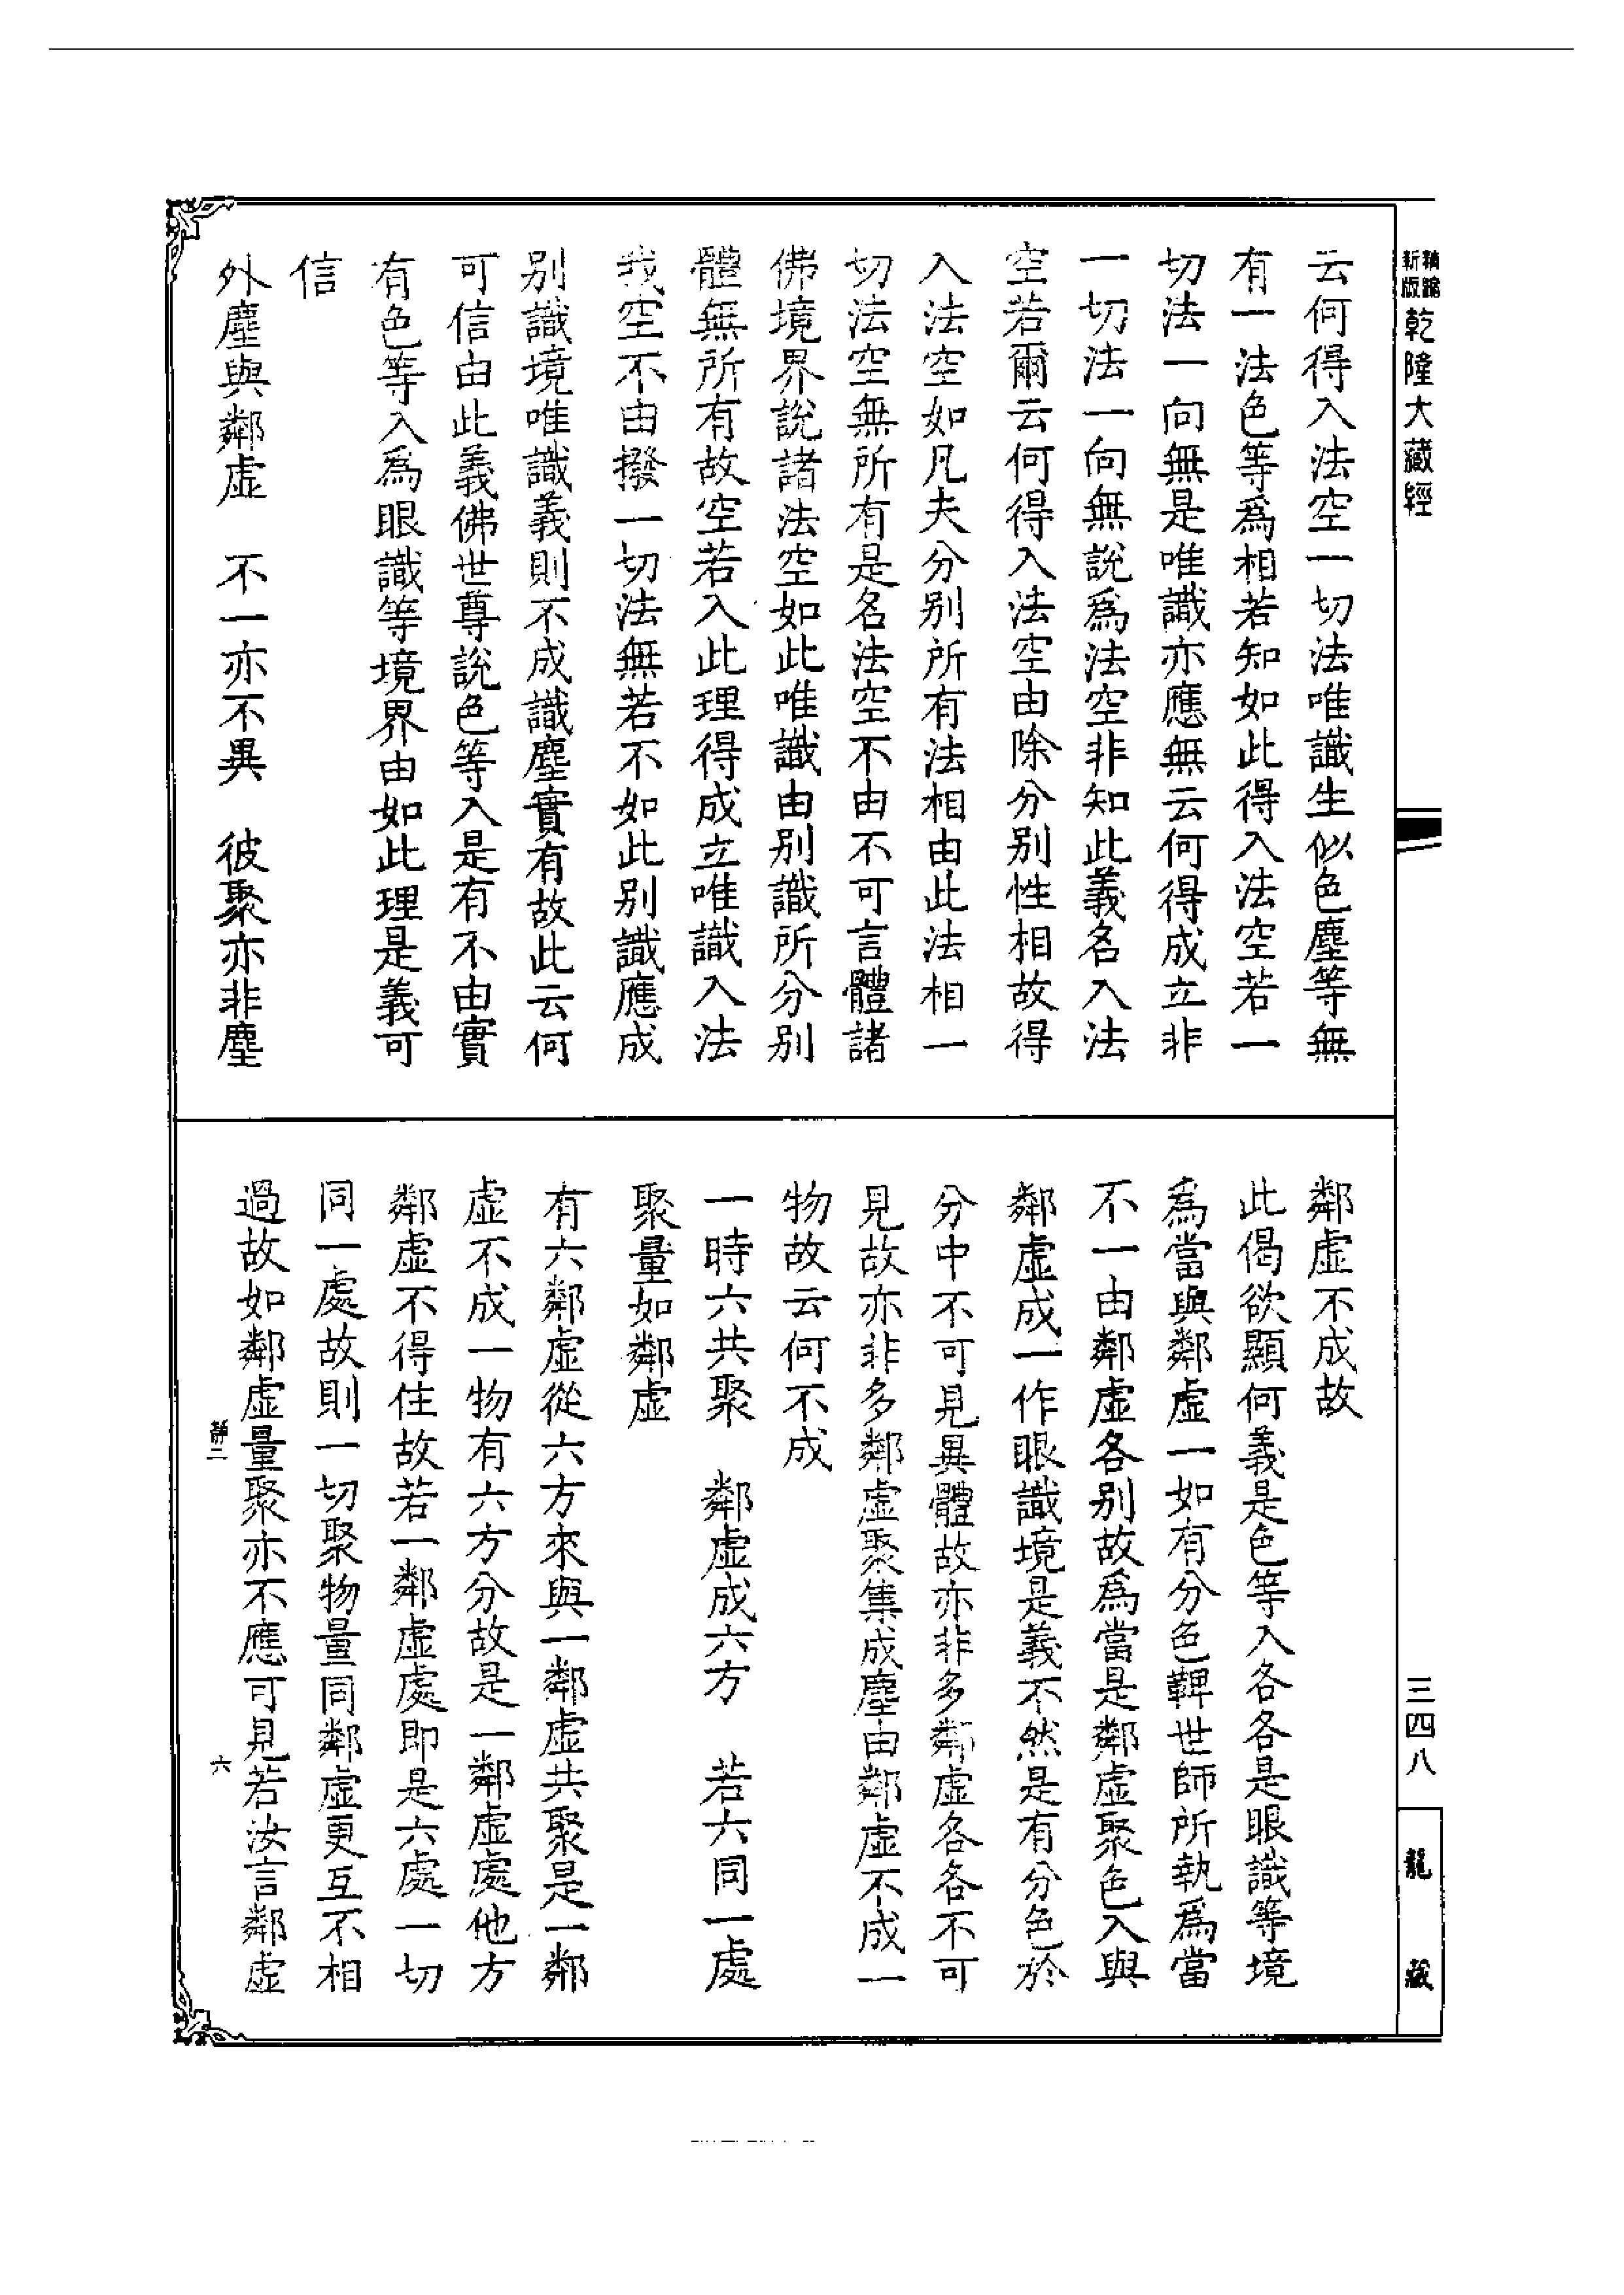 新版
精縮
乾隆大藏經
三四八
龍藏
云何得入法空一切法唯識生似色塵等無
有一法色等為相若知如此得入法空若一
切法一向無是唯識亦應無云何得成立非
一切法一向無說為法空非知此義名入法
空若爾云何得入法空由除分別性相故得
入法空如凡夫分別所有法相由此法相一
切法空無所有是名法空不由不可言體諸
佛境界說諸法空如此唯識由別識所分別
體無所有故空若入此理得成立唯識入法
我空不由撥一切法無若不如此別識應成
別識境唯識義則不成識塵實有故此云何
可信由此義佛世尊說色等入是有不由實
有色等入為眼識等境界由如此理是義可
信
外塵與鄰虛　不一亦不異　彼聚亦非塵
鄰虛不成故
此偈欲顯何義是色等入各各是眼識等境
為當與鄰虛一如有分色鞞世師所執為當
不一由鄰虛各別故為當是鄰虛聚色入與
鄰虛成一作眼識境是義不然是有分色於
分中不可見異體故亦非多鄰虛各各不可
見故亦非多鄰虛聚集成塵由鄰虛不成一
物故云何不成
一時六共聚　鄰虛成六方　若六同一處
聚量如鄰虛
有六鄰虛從六方來與一鄰虛共聚是一鄰
虛不成一物有六方分故是一鄰虛處他方
鄰虛不得住故若一鄰虛處即是六處一切
同一處故則一切聚物量同鄰虛更互不相
過故如鄰虛量聚亦不應可見若汝言鄰虛
靜二
六